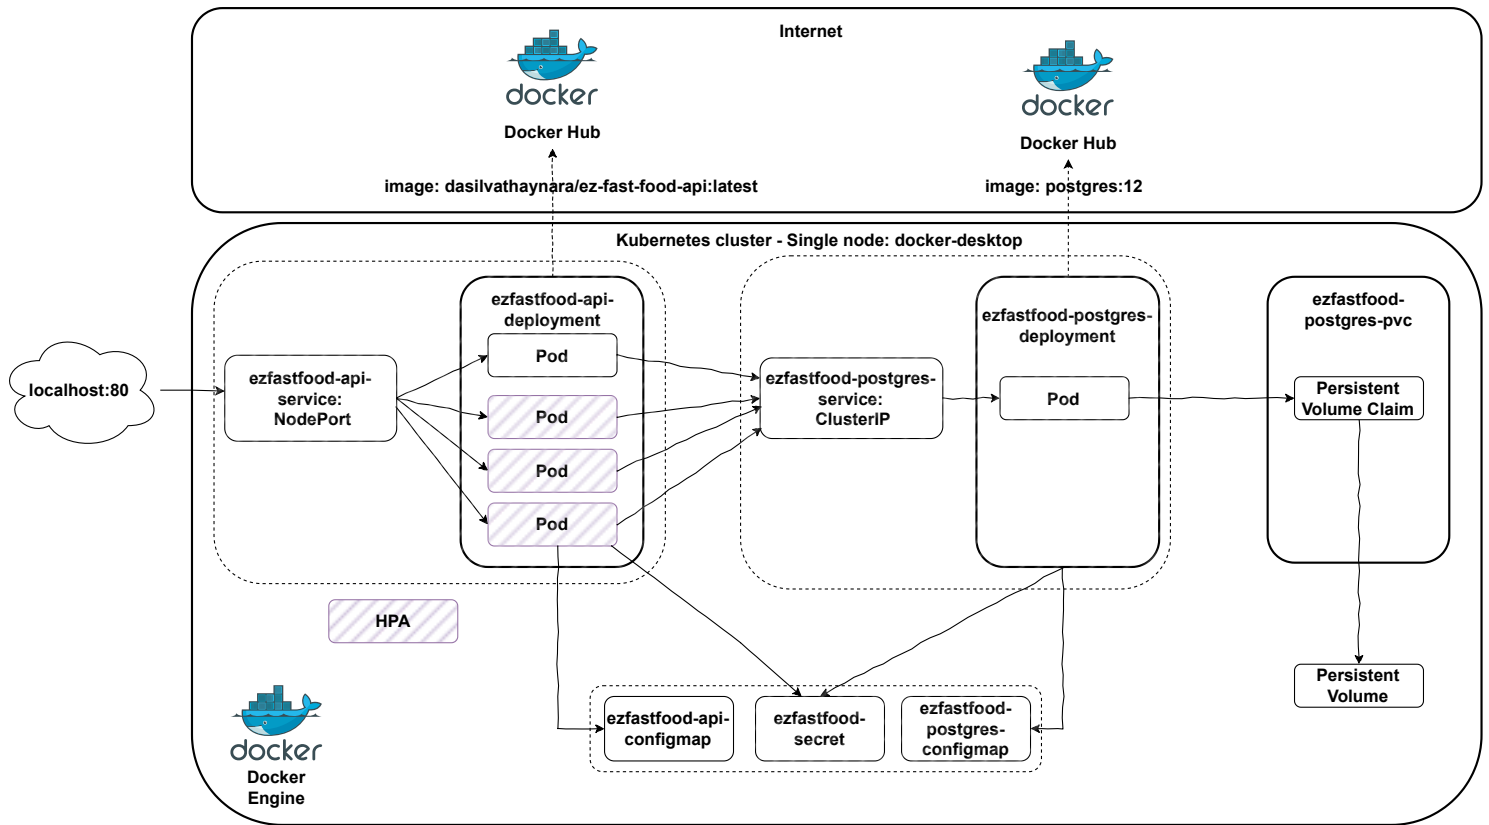 Internet
docker
Docker Hub
image: dasilvathaynara/ez-fast-food-api:latest
docker
Docker Hub
image: postgres:12
Kubernetes cluster - Single node: docker-desktop
localhost:80
ezfastfood-api-
service:
NodePort
ezfastfood-api-
deployment
Pod
Pod
Pod
Pod
ezfastfood-postgres-
service:
ClusterIP
ezfastfood-postgres-
deployment
Pod
ezfastfood-
postgres-pvc
Persistent
Volume Claim
Persistent
Volume
HPA
ezfastfood-api-
configmap
ezfastfood-
secret
ezfastfood-
postgres-
configmap
docker
Docker
Engine